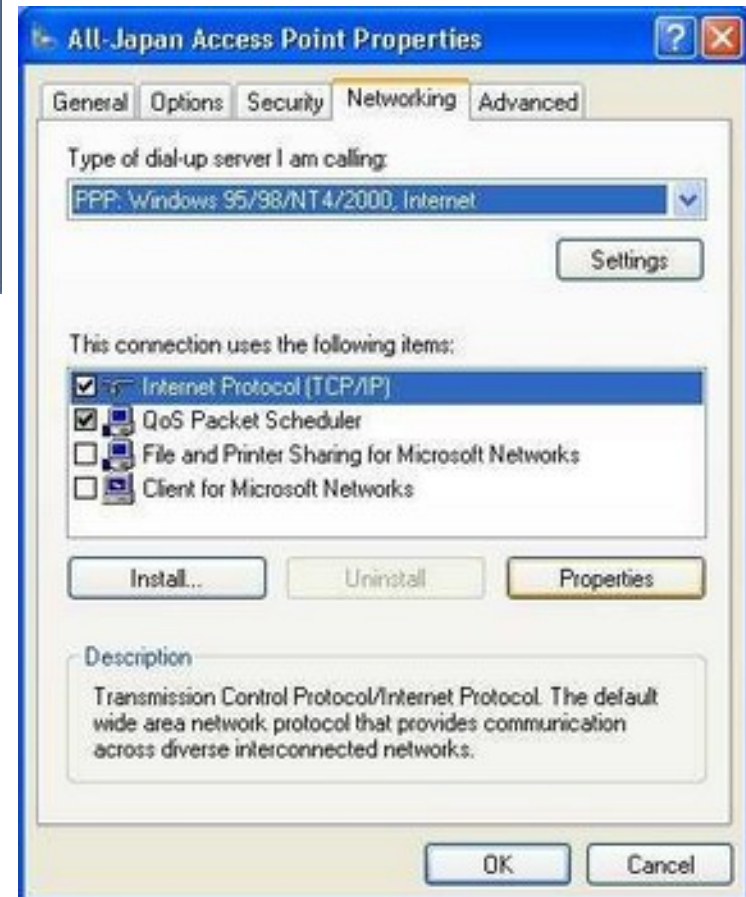 All-Japan Access Point Properties
General Options Security Networking Advanced
Type of dial-up server I am calling:
PPP: Windows 95/98/NT4/2000, Internet
Settings
This connection uses the following items:
Internet Protocol (TCP/IP)
QoS Packet Scheduler
File and Printer Sharing for Microsoft Networks
Client for Microsoft Networks
Install... Uninstall Properties
Description
Transmission Control Protocol/Internet Protocol. The default
wide area network protocol that provides communication
across diverse interconnected networks.
OK Cancel